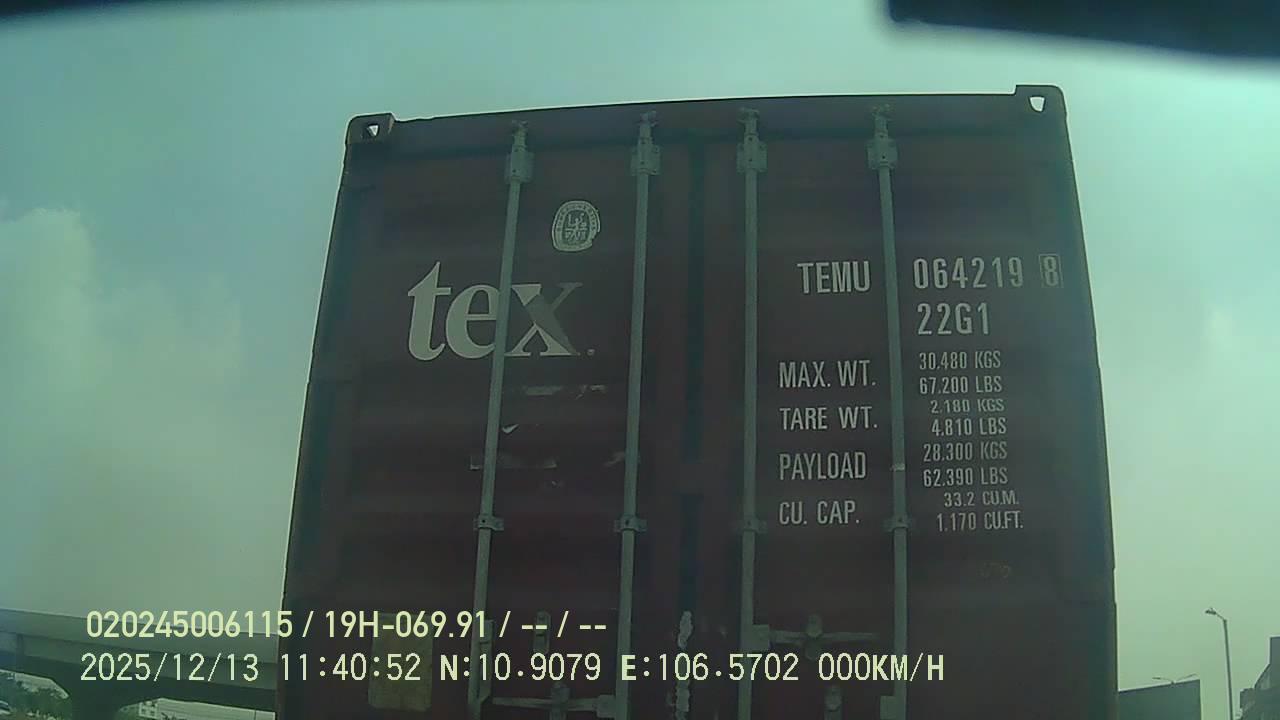 tex.
TEMU 064219 8
22G1
MAX. WT. 30.480 KGS
67.200 LBS
TARE WT. 2.180 KGS
4.810 LBS
PAYLOAD 28.300 KGS
62.390 LBS
CU. CAP. 33.2 CU.M.
1.170 CU.FT.
020245006115 / 19H-069.91 / -- / --
2025/12/13 11:40:52 N:10.9079 E:106.5702 000KM/H